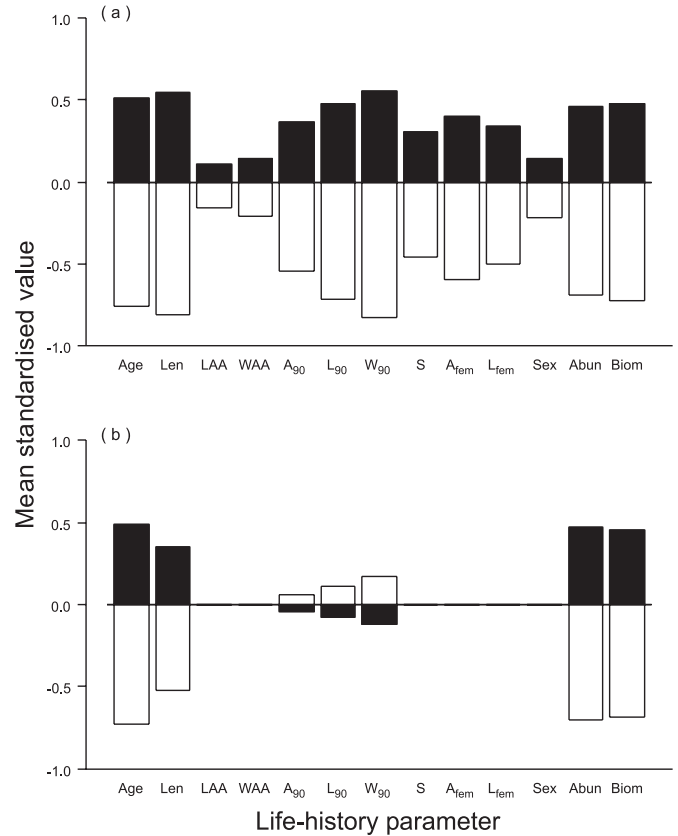 ( a )
1.0
0.5
0.0
-0.5
-1.0
Age Len LAA WAA A90 L90 W90 S Afem Lfem Sex Abun Biom
Mean standardised value
( b )
1.0
0.5
0.0
-0.5
-1.0
Age Len LAA WAA A90 L90 W90 S Afem Lfem Sex Abun Biom
Life-history parameter